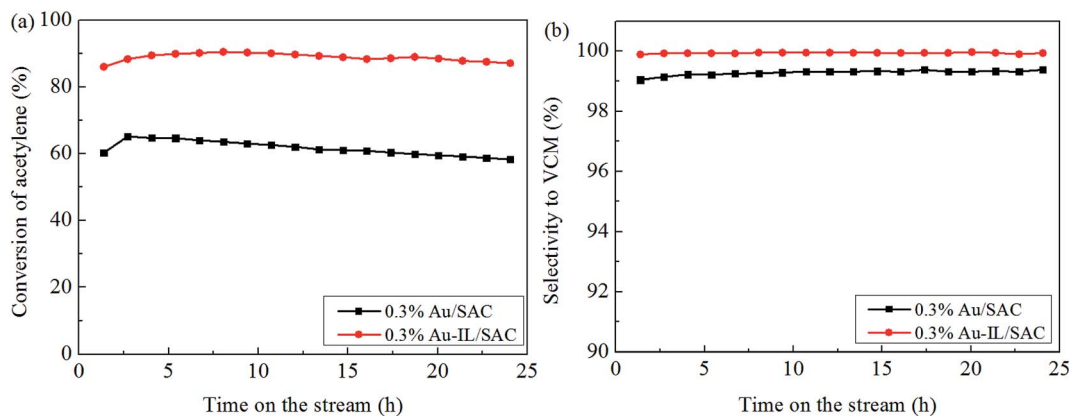 (a)
100
80
60
40
20
0
Conversion of acetylene (%)
0.3% Au/SAC
0.3% Au-IL/SAC
0 5 10 15 20 25
Time on the stream (h)
(b)
100
98
96
94
92
90
Selectivity to VCM (%)
0.3% Au/SAC
0.3% Au-IL/SAC
0 5 10 15 20 25
Time on the stream (h)